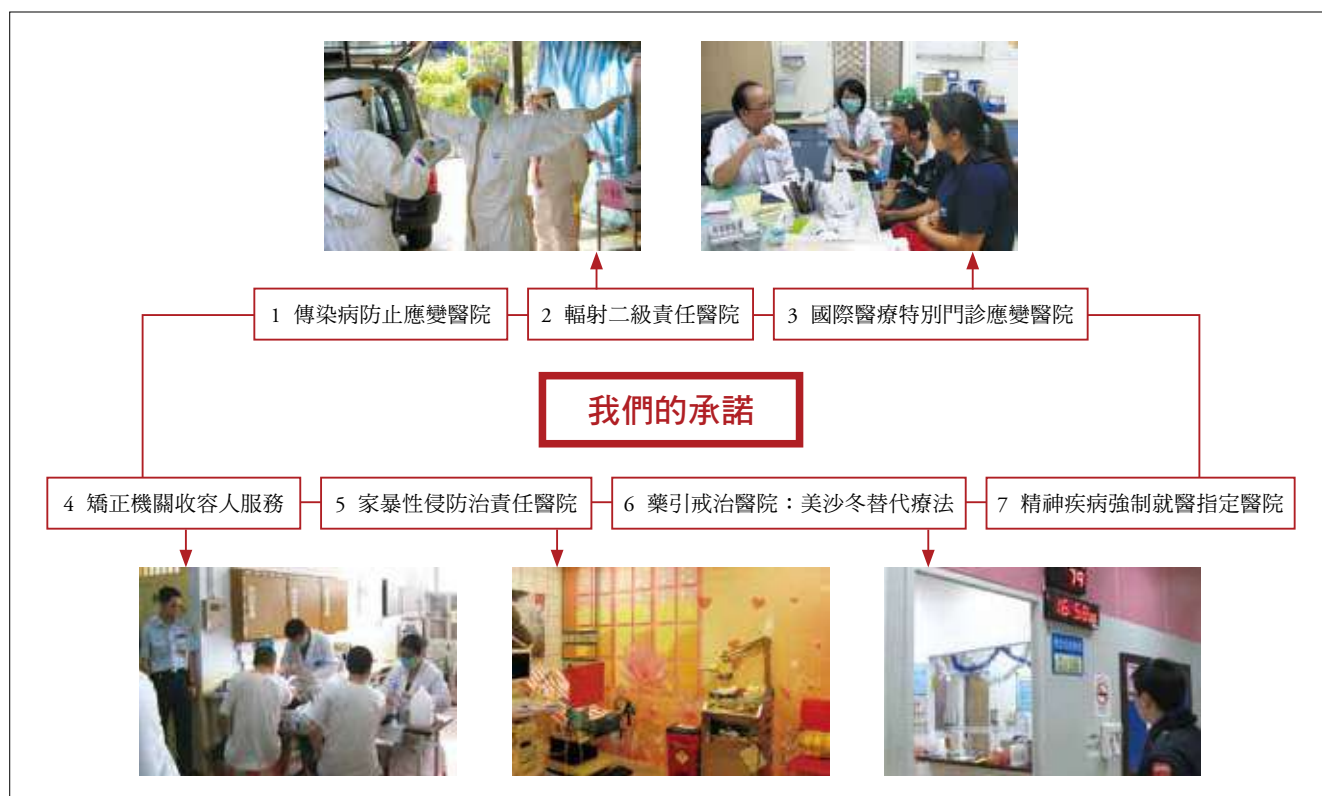 1 傳染病防止應變醫院
2 輻射二級責任醫院
3 國際醫療特別門診應變醫院
我們的承諾
4 矯正機關收容人服務
5 家暴性侵防治責任醫院
6 藥引戒治醫院：美沙冬替代療法
7 精神疾病強制就醫指定醫院
79